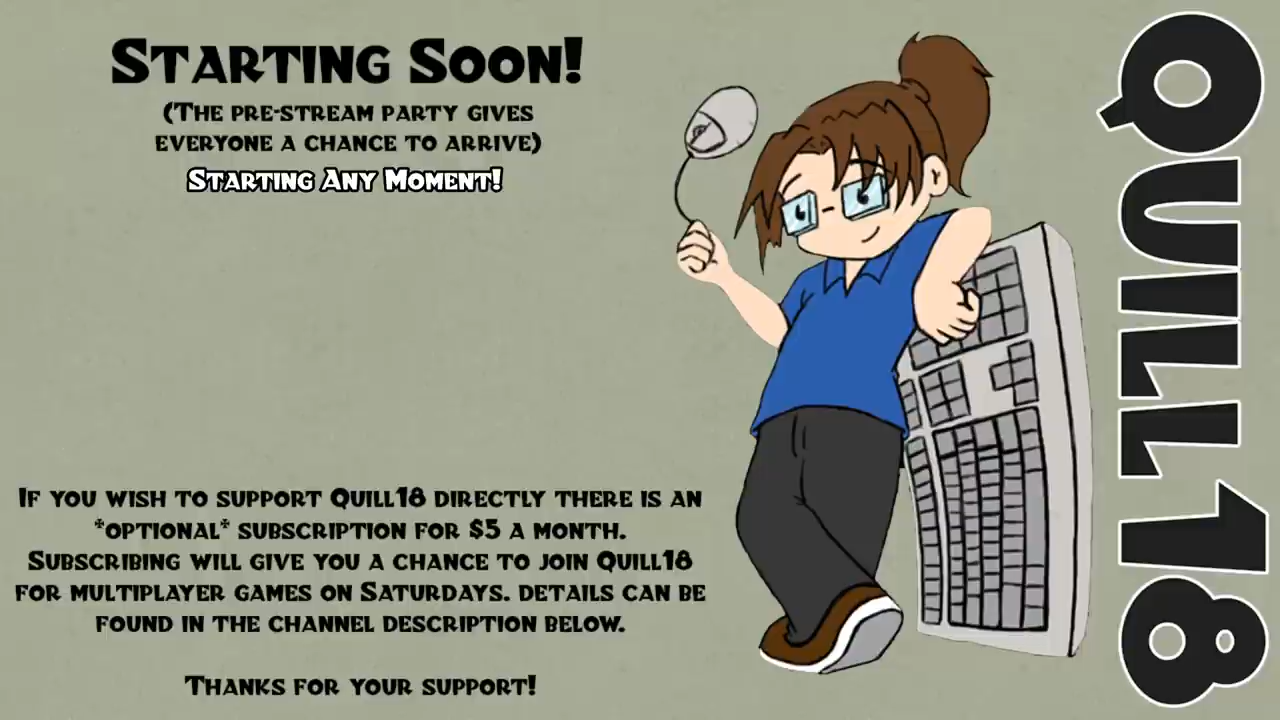 Starting Soon!
(The pre-stream party gives
everyone a chance to arrive)
Starting Any Moment!
If you wish to support Quill18 directly there is an
*optional* subscription for $5 a month.
Subscribing will give you a chance to join Quill18
for multiplayer games on Saturdays. details can be
found in the channel description below.
Thanks for your support!
QUILL18